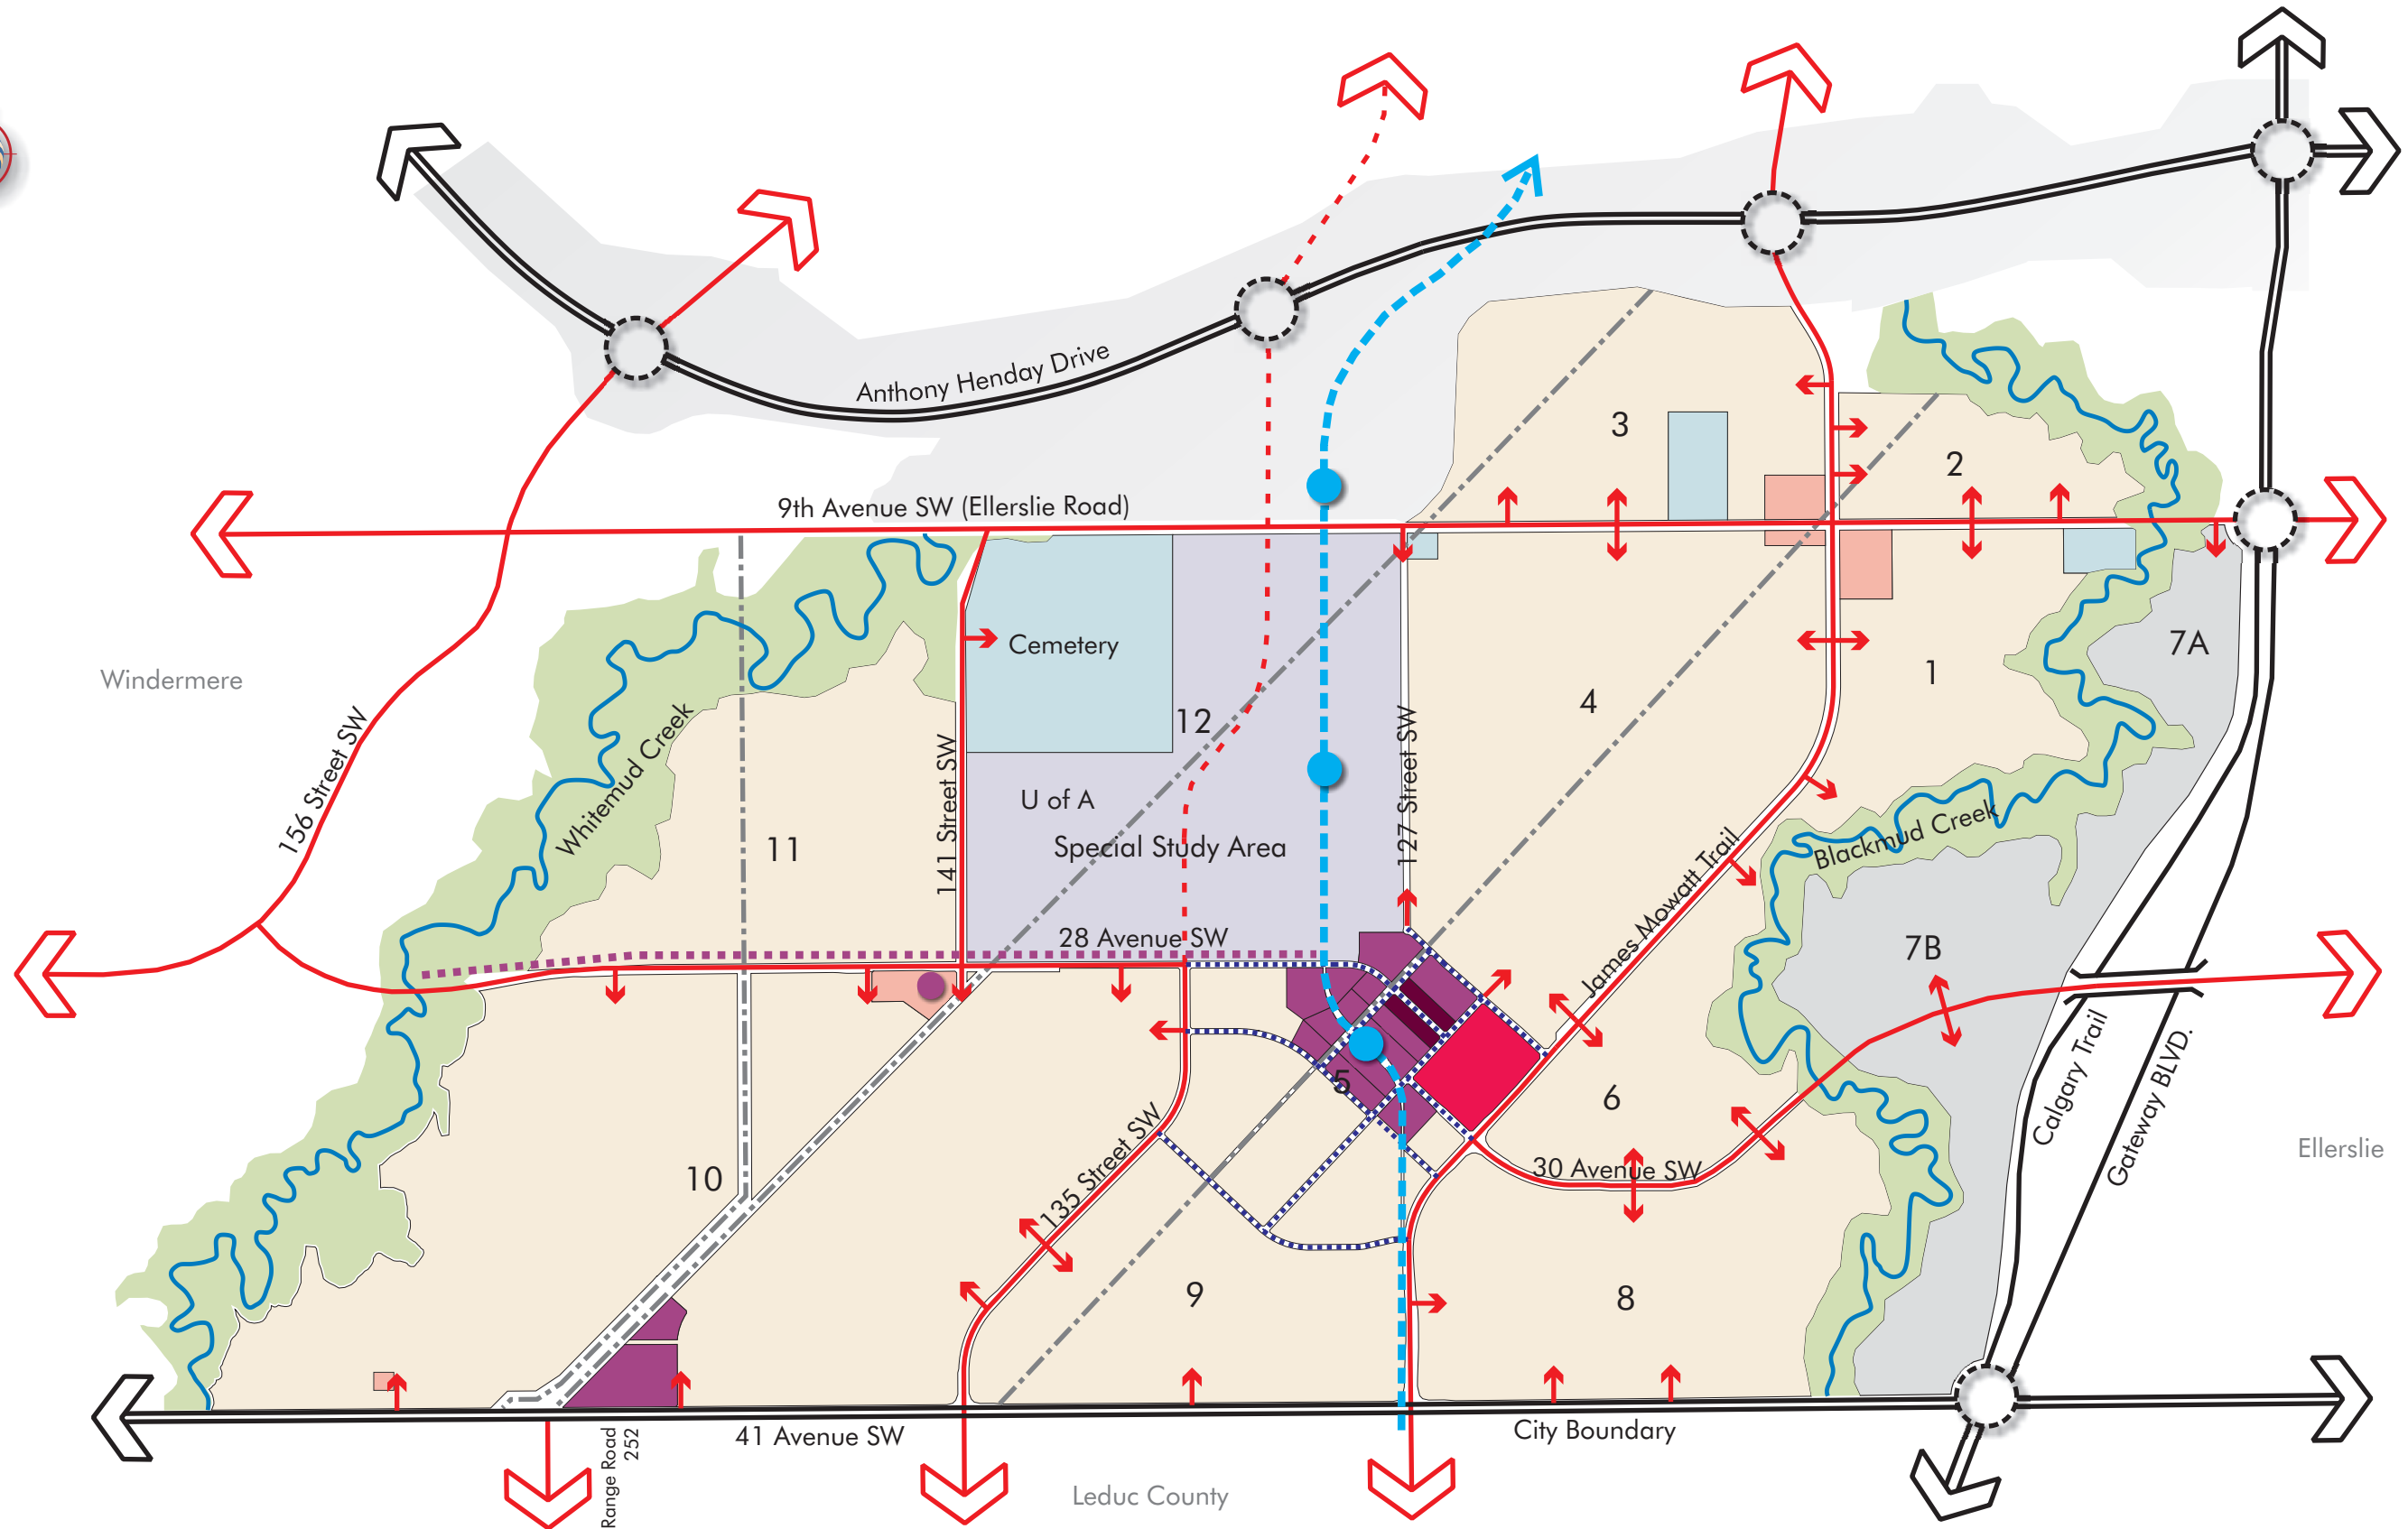 Anthony Henday Drive
3
2
9th Avenue SW (Ellerslie Road)
Cemetery
7A
Windermere
1
4
12
156 Street SW
Whitemud Creek
141 Street SW
127 Street SW
U of A
Special Study Area
11
James Mowatt Trail
Blackmud Creek
28 Avenue SW
7B
5
6
Calgary Trail
Gateway BLVD.
Ellerslie
10
135 Street SW
30 Avenue SW
9
8
Range Road
252
41 Avenue SW
City Boundary
Leduc County